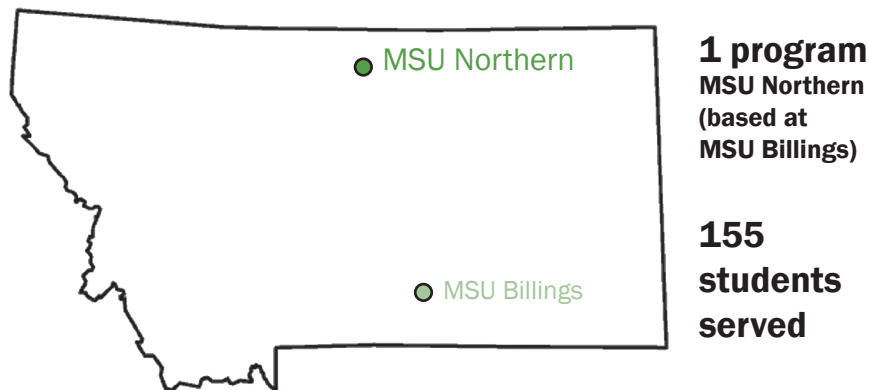 MSU Northern
MSU Billings
1 program
MSU Northern
(based at
MSU Billings)
155
students
served